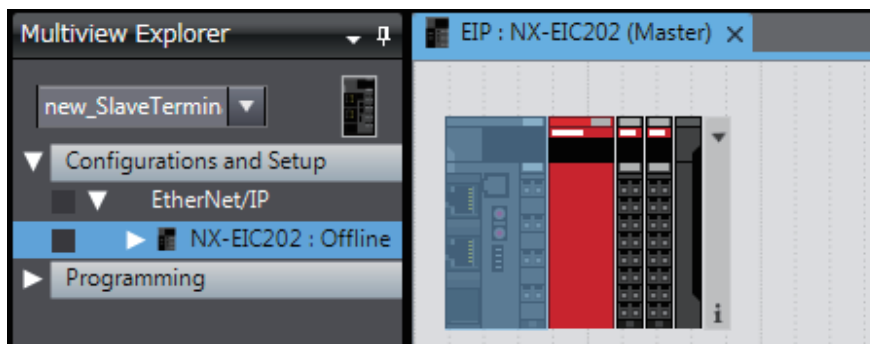 Multiview Explorer
new_SlaveTermin
Configurations and Setup
EtherNet/IP
NX-EIC202 : Offline
Programming
EIP : NX-EIC202 (Master)
i